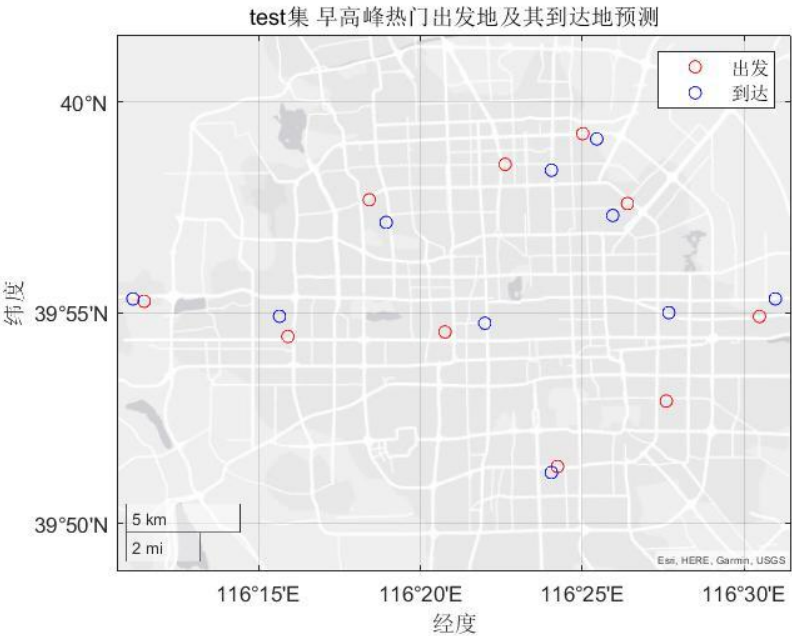 test集 早高峰热门出发地及其到达地预测
出发
到达
40°N
39°55'N
39°50'N
纬度
5 km
2 mi
Esri, HERE, Garmin, USGS
116°15'E
116°20'E
116°25'E
116°30'E
经度